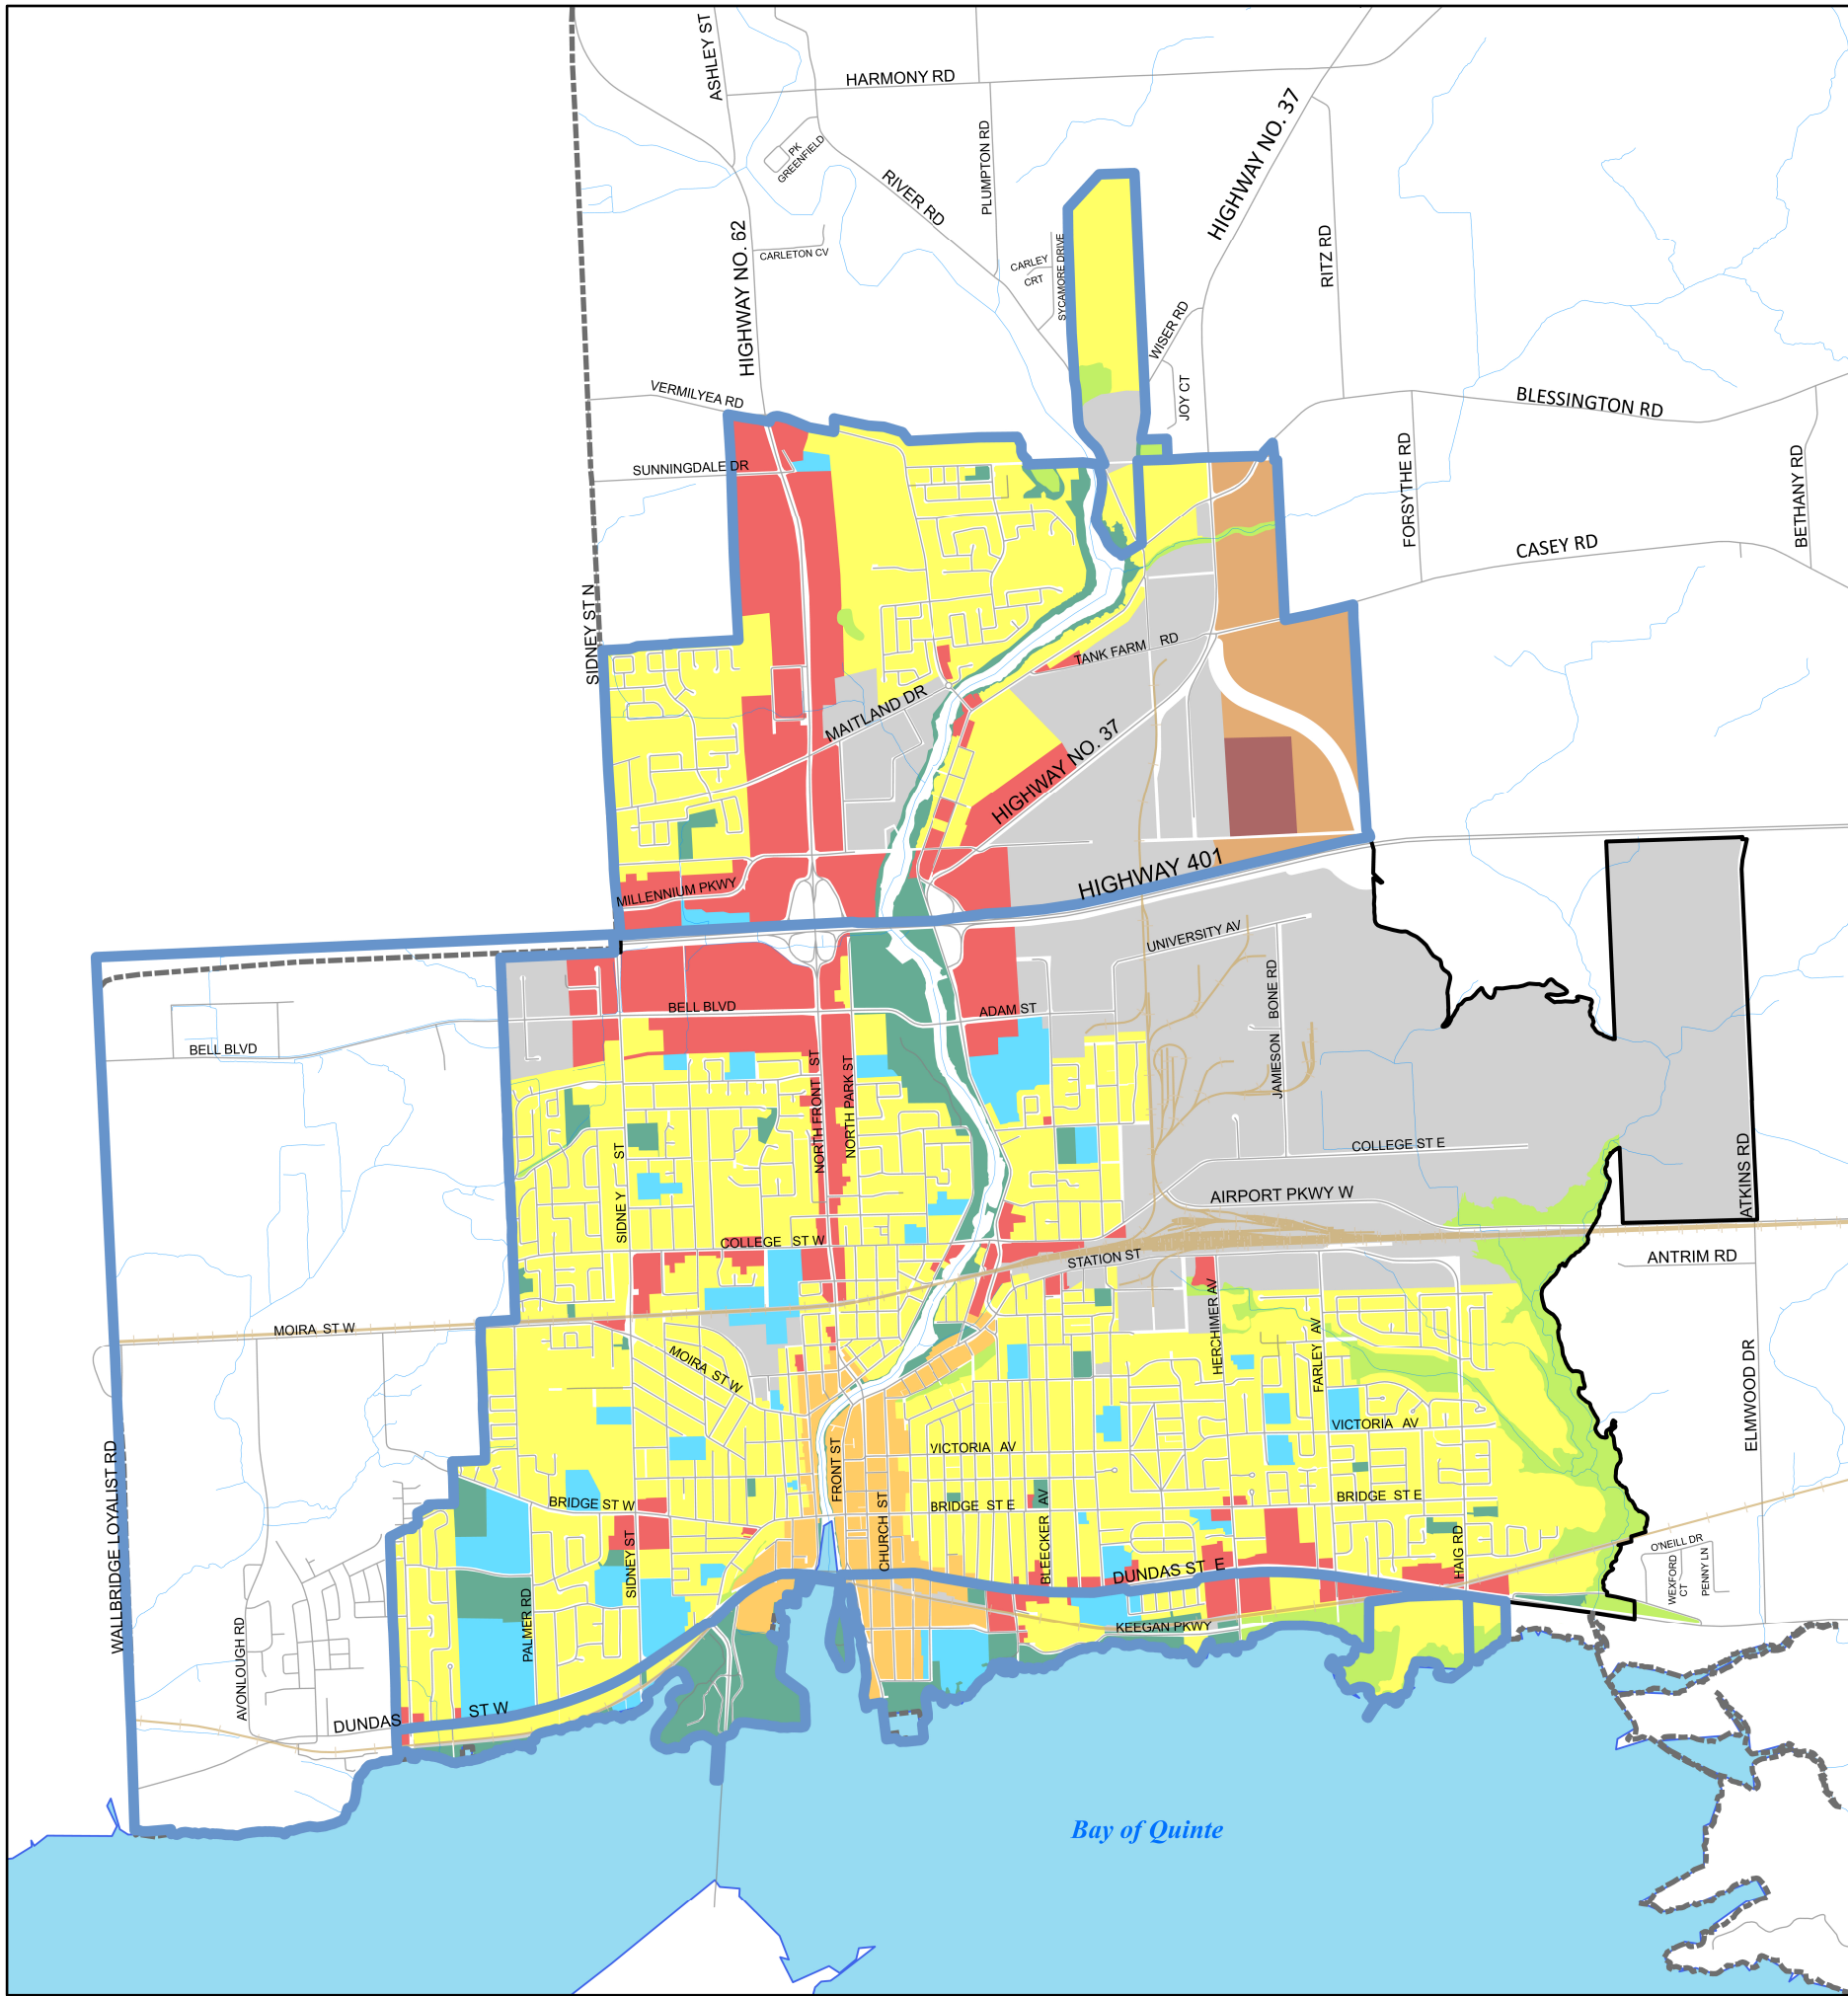 ASHLEY ST
HARMONY RD
PLUMPTON RD
HIGHWAY NO. 37
PK
GREENFIELD
RIVER RD
RITZ RD
HIGHWAY NO. 62
CARLETON CV
CARLEY
CRT
SYCAMORE DRIVE
WISER RD
JOY CT
VERMILYEA RD
BLESSINGTON RD
SUNNINGDALE DR
FORSYTHE RD
BETHANY RD
CASEY RD
SIDNEY ST N
TANK FARM RD
MAITLAND DR
HIGHWAY NO. 37
HIGHWAY 401
MILLENNIUM PKWY
UNIVERSITY AV
BELL BLVD
ADAM ST
JAMIESON BONE RD
BELL BLVD
NORTH FRONT ST
NORTH PARK ST
SIDNEY ST
COLLEGE ST E
ATKINS RD
AIRPORT PKWY W
COLLEGE ST W
STATION ST
ANTRIM RD
HERCHIMER AV
FARLEY AV
MOIRA ST W
MOIRA ST W
ELMWOOD DR
VICTORIA AV
VICTORIA AV
FRONT ST
WALLBRIDGE LOYALIST RD
BRIDGE ST W
CHURCH ST
BRIDGE ST E
BLEECKER AV
BRIDGE ST E
SIDNEY ST
HAIG RD
O'NEILL DR
WEXFORD
CT
PENNY LN
DUNDAS ST E
PALMER RD
KEEGAN PKWY
AVONLOUGH RD
DUNDAS ST W
Bay of Quinte